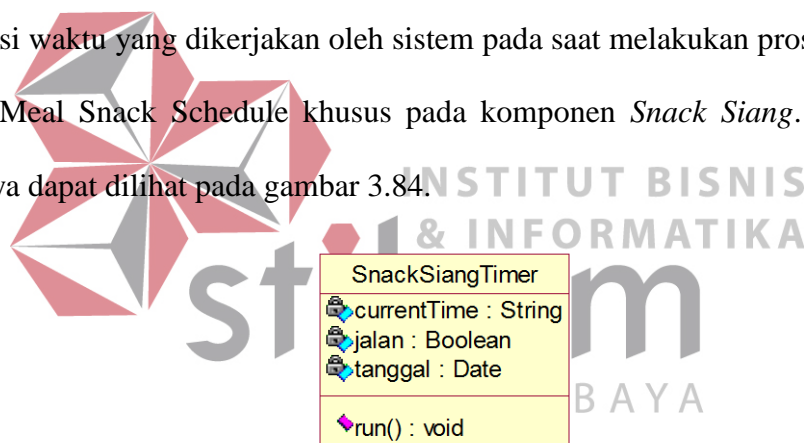 si waktu yang dikerjakan oleh sistem pada saat melakukan pros
Meal Snack Schedule khusus pada komponen Snack Siang.
ya dapat dilihat pada gambar 3.84.
INSTITUT BISNIS
& INFORMATIKA
SnackSiangTimer
currentTime : String
jalan : Boolean
tanggal : Date
run() : void